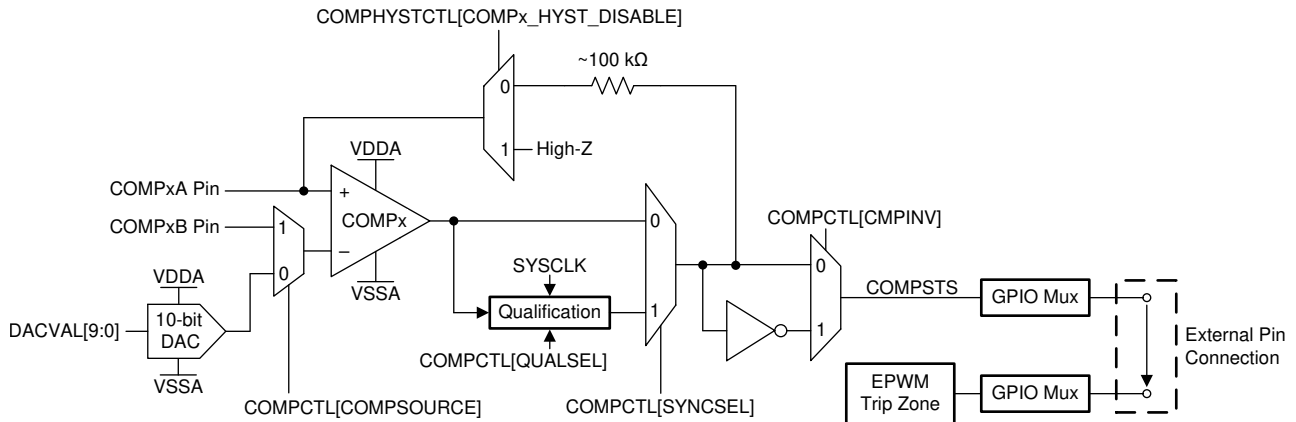 COMPHYSTCTL[COMPx_HYST_DISABLE]
~100 kΩ
0
1
High-Z
VDDA
COMPxA Pin
+
COMPx
COMPxB Pin
1
–
0
VSSA
0
1
SYSCLK
Qualification
COMPCTL[QUALSEL]
COMPCTL[CMPINV]
0
1
COMPSTS
GPIO Mux
External Pin
Connection
VDDA
DACVAL[9:0]
10-bit
DAC
VSSA
COMPCTL[COMPSOURCE]
COMPCTL[SYNCSEL]
EPWM
Trip Zone
GPIO Mux